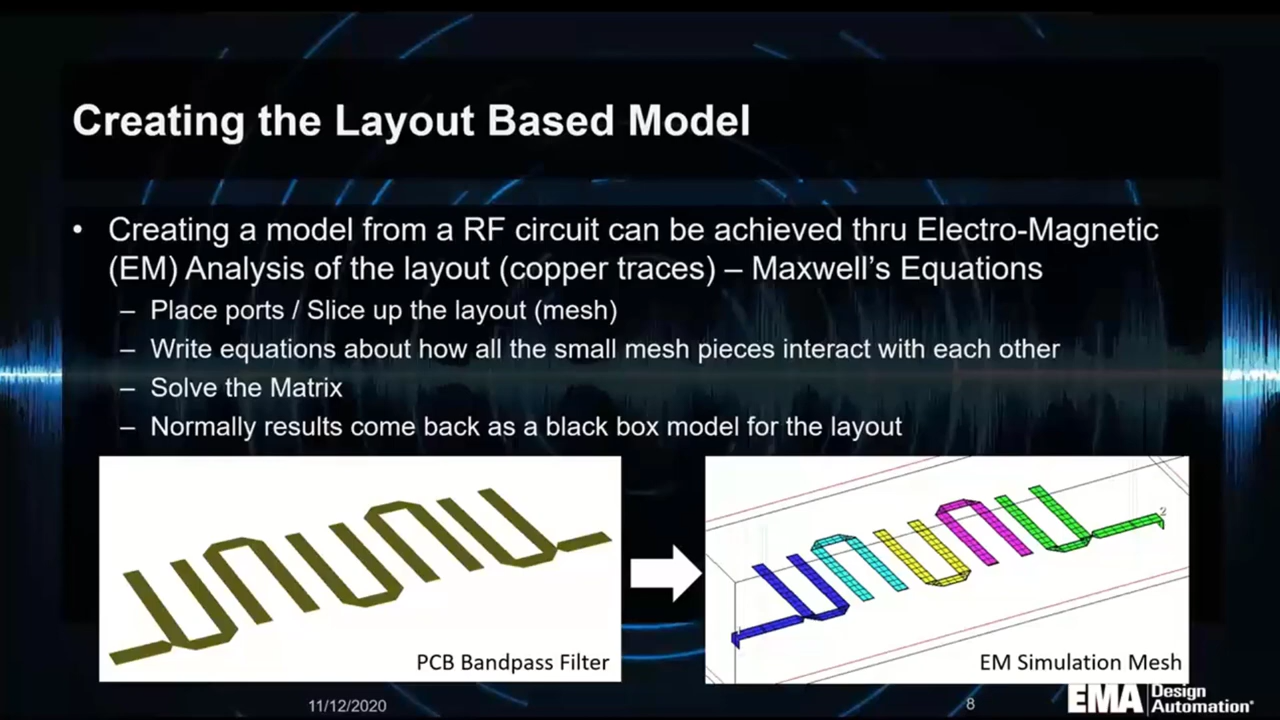 Creating the Layout Based Model
• Creating a model from a RF circuit can be achieved thru Electro-Magnetic
(EM) Analysis of the layout (copper traces) – Maxwell's Equations
– Place ports / Slice up the layout (mesh)
– Write equations about how all the small mesh pieces interact with each other
– Solve the Matrix
– Normally results come back as a black box model for the layout
PCB Bandpass Filter
2
1
EM Simulation Mesh
11/12/2020
8
EMA Design
Automation®